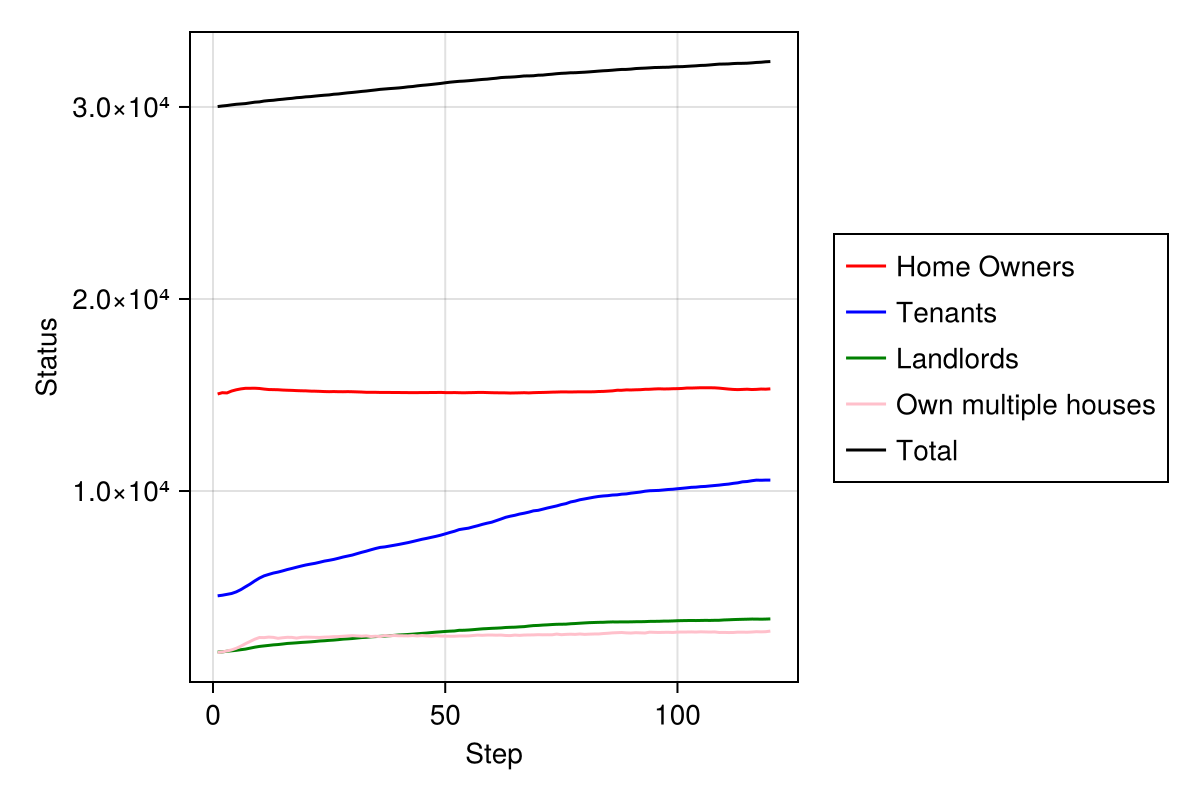 3.0×10⁴
2.0×10⁴
1.0×10⁴
Status
0 50 100
Step
Home Owners
Tenants
Landlords
Own multiple houses
Total